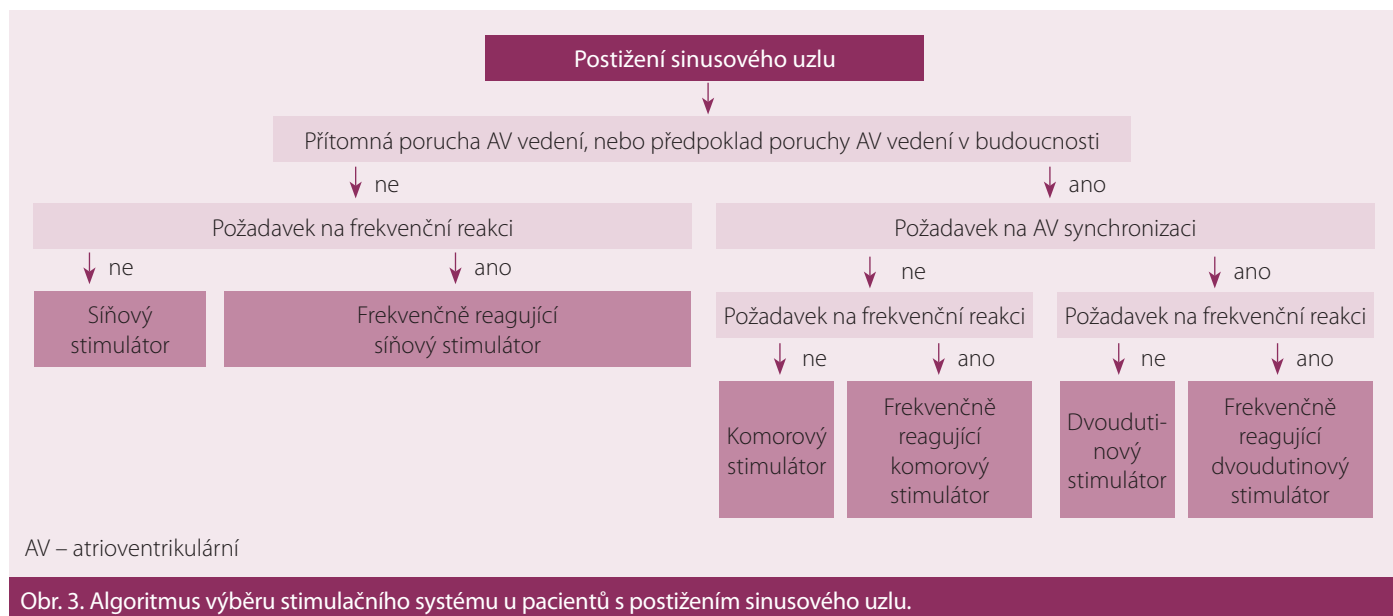 Postižení sinusového uzlu
Přítomná porucha AV vedení, nebo předpoklad poruchy AV vedení v budoucnosti
ne
ano
Požadavek na frekvenční reakci
Požadavek na AV synchronizaci
ne
ano
ne
ano
Síňový
stimulátor
Frekvenčně reagující
síňový stimulátor
Požadavek na frekvenční reakci
Požadavek na frekvenční reakci
ne
ano
ne
ano
Komorový
stimulátor
Frekvenčně
reagující
komorový
stimulátor
Dvouduti-
nový
stimulátor
Frekvenčně
reagující
dvoudutinový
stimulátor
AV – atrioventrikulární
Obr. 3. Algoritmus výběru stimulačního systému u pacientů s postižením sinusového uzlu.